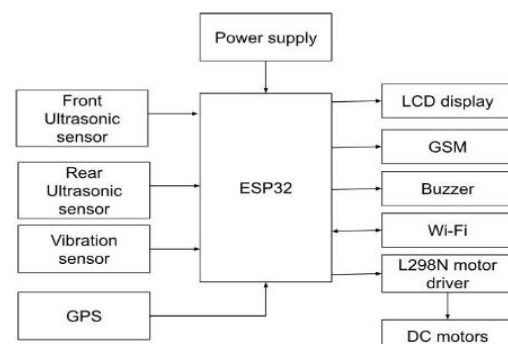 Power supply
Front
Ultrasonic
sensor
Rear
Ultrasonic
sensor
Vibration
sensor
GPS
ESP32
LCD display
GSM
Buzzer
Wi-Fi
L298N motor
driver
DC motors